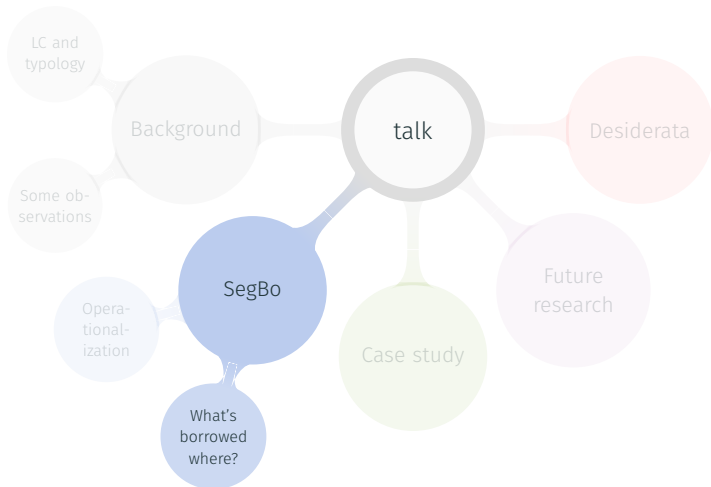 LC and
typology
Background
talk
Desiderata
Some ob-
servations
SegBo
Future
research
Opera-
tional-
ization
Case study
What's
borrowed
where?